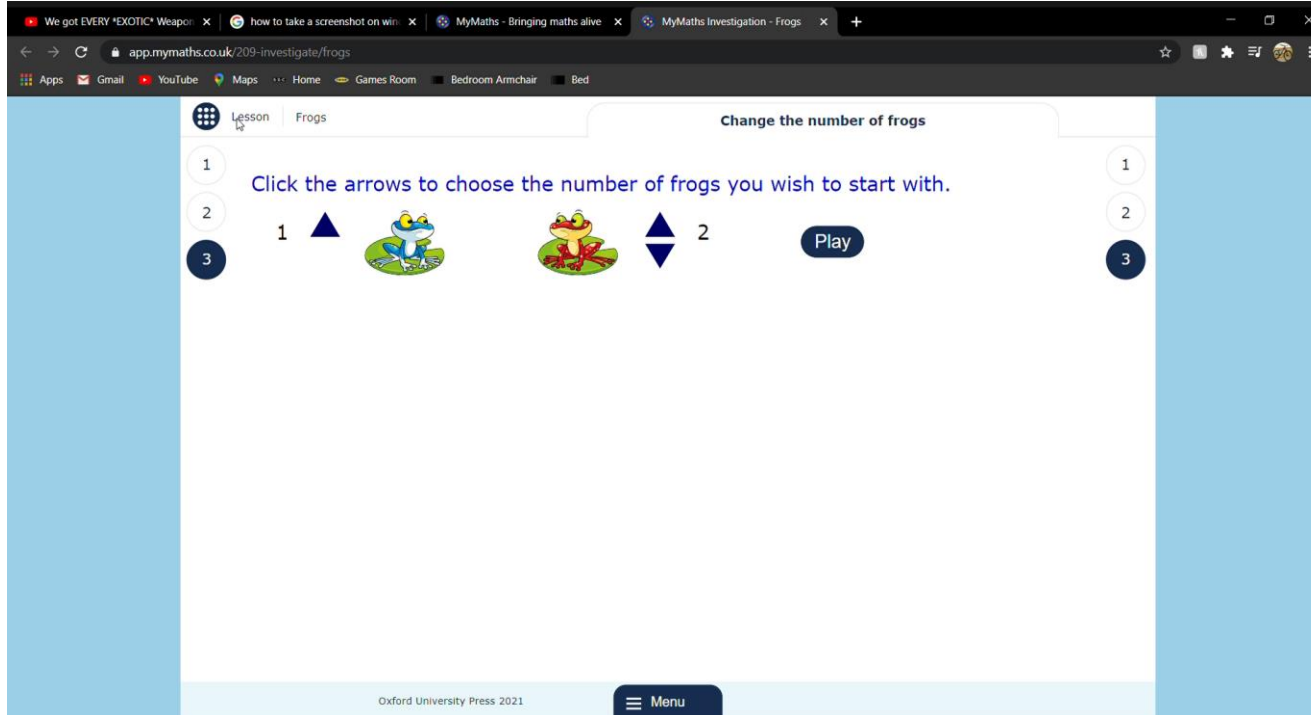 We got EVERY *EXOTIC* Weapon
how to take a screenshot on win
MyMaths - Bringing maths alive
MyMaths Investigation - Frogs
app.mymaths.co.uk/209-investigate/frogs
Apps Gmail YouTube Maps Home Games Room Bedroom Armchair Bed
Lesson Frogs Change the number of frogs
1 1
Click the arrows to choose the number of frogs you wish to start with.
2 2
1 2 Play
3 3
Oxford University Press 2021 Menu